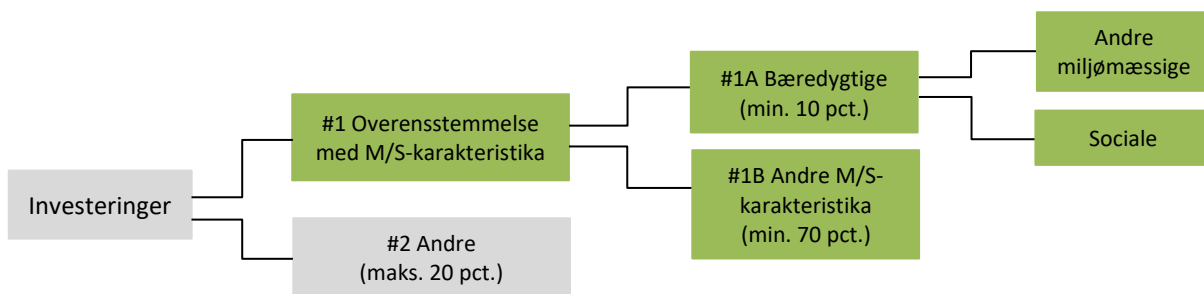 Investeringer
#1 Overensstemmelse
med M/S-karakteristika
#2 Andre
(maks. 20 pct.)
#1A Bæredygtige
(min. 10 pct.)
#1B Andre M/S-
karakteristika
(min. 70 pct.)
Andre
miljømæssige
Sociale